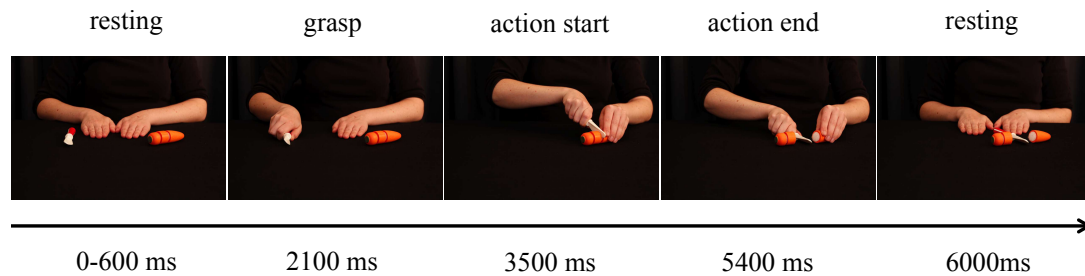 resting grasp action start action end resting
0-600 ms 2100 ms 3500 ms 5400 ms 6000ms